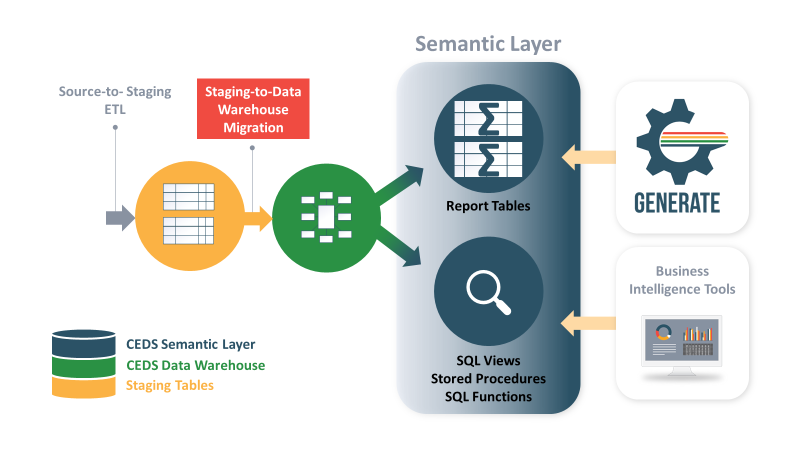 Semantic Layer
Source-to- Staging
ETL
Staging-to-Data
Warehouse
Migration
Σ
Σ
Report Tables
GENERATE
Business
Intelligence Tools
SQL Views
Stored Procedures
SQL Functions
CEDS Semantic Layer
CEDS Data Warehouse
Staging Tables